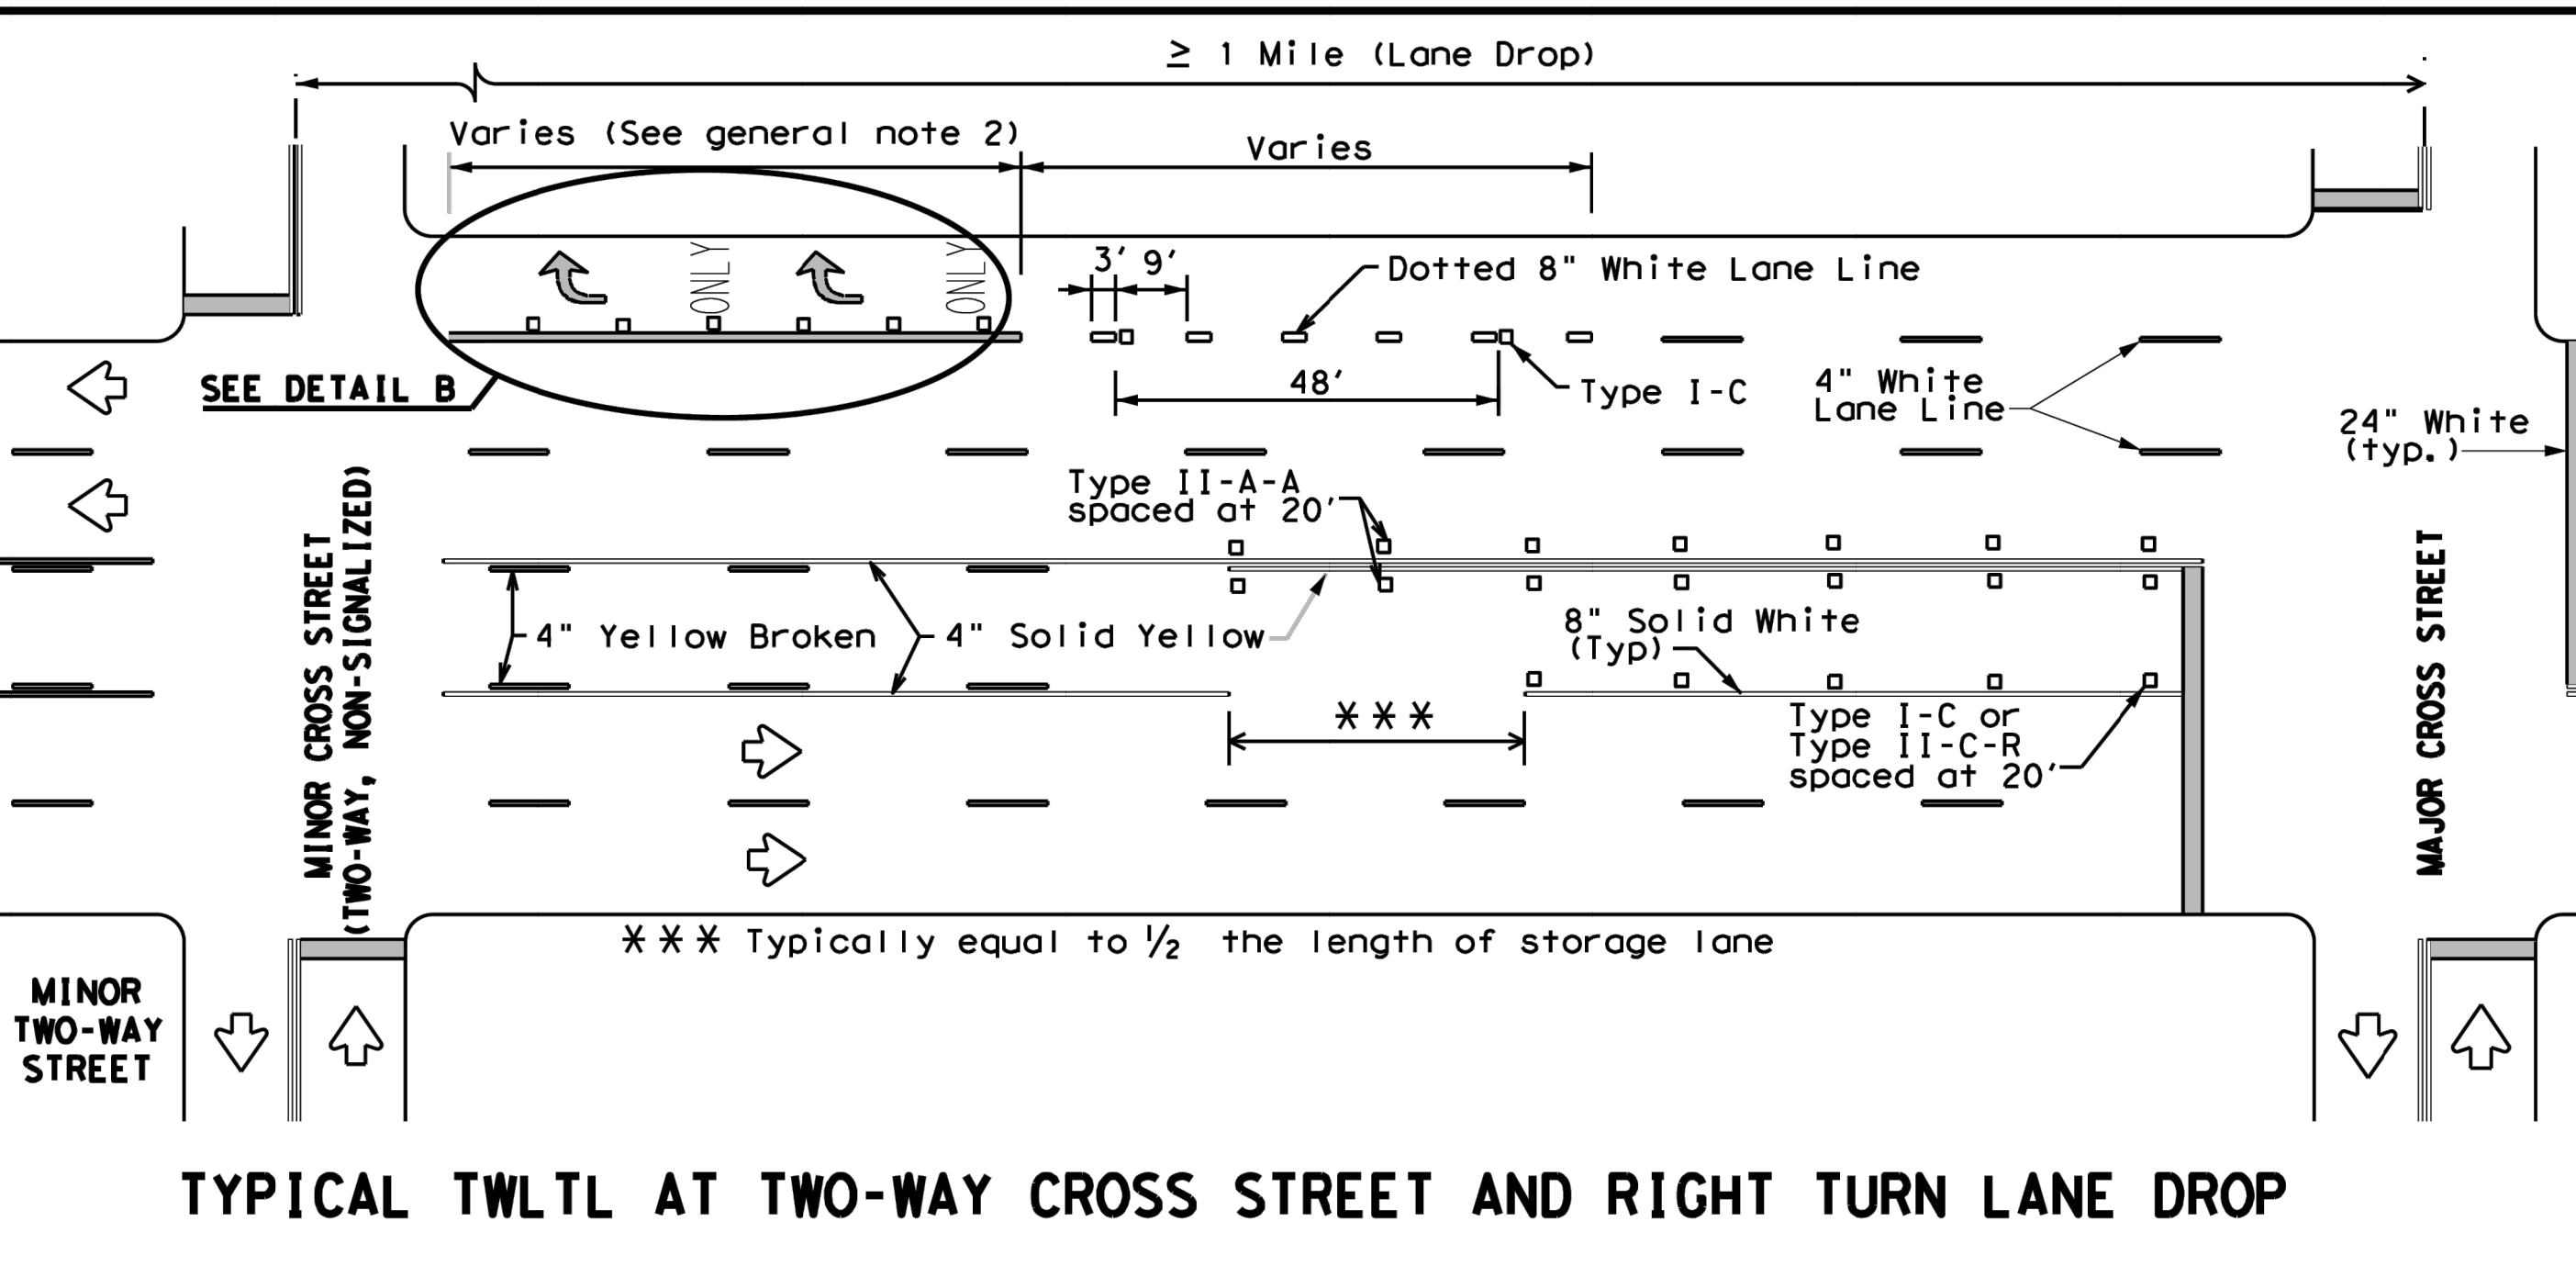 ≥ 1 Mile (Lane Drop)
Varies (See general note 2)
Varies
ONLY
ONLY
3' 9'
Dotted 8" White Lane Line
SEE DETAIL B
48'
Type I-C
4" White
Lane Line
24" White
(typ.)
Type II-A-A
spaced at 20'
MINOR CROSS STREET
(TWO-WAY, NON-SIGNALIZED)
4" Yellow Broken
4" Solid Yellow
8" Solid White
(Typ)
MAJOR CROSS STREET
***
Type I-C or
Type II-C-R
spaced at 20'
*** Typically equal to ½ the length of storage lane
MINOR
TWO-WAY
STREET
TYPICAL TWLTL AT TWO-WAY CROSS STREET AND RIGHT TURN LANE DROP